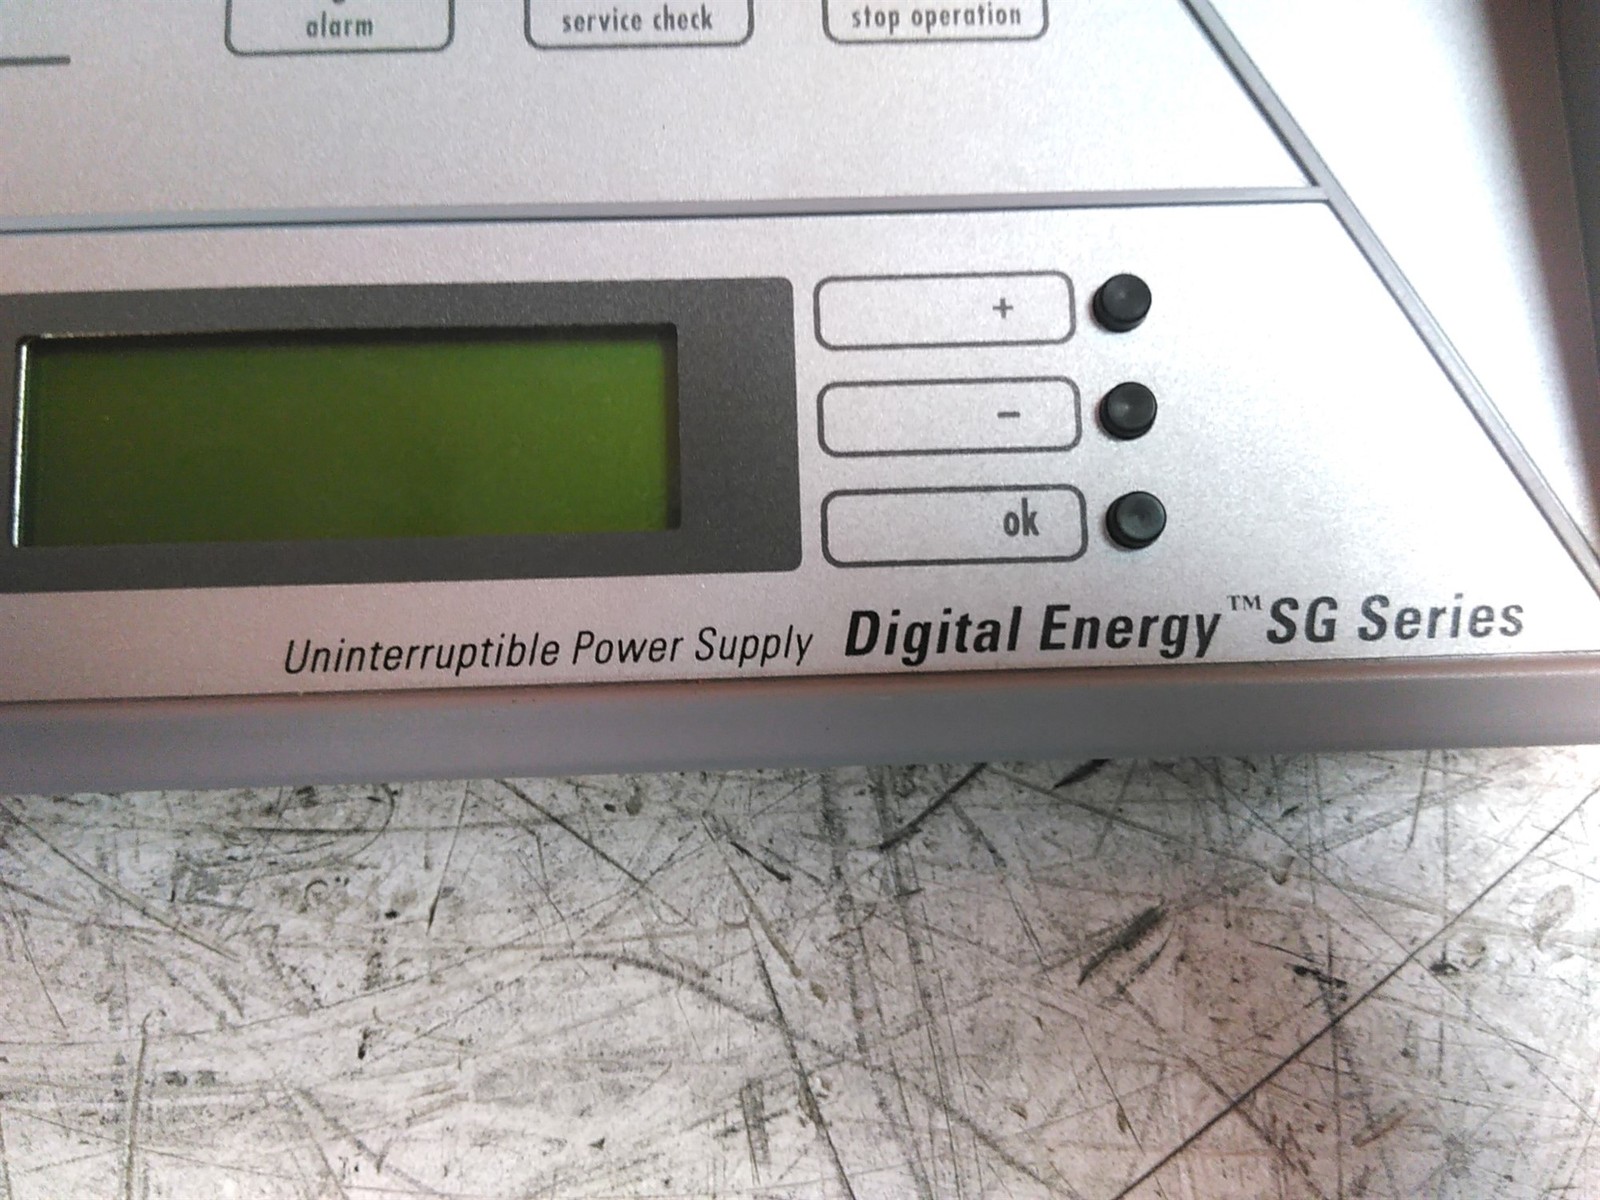 alarm
service check
stop operation
+
−
ok
Uninterruptible Power Supply Digital Energy™ SG Series